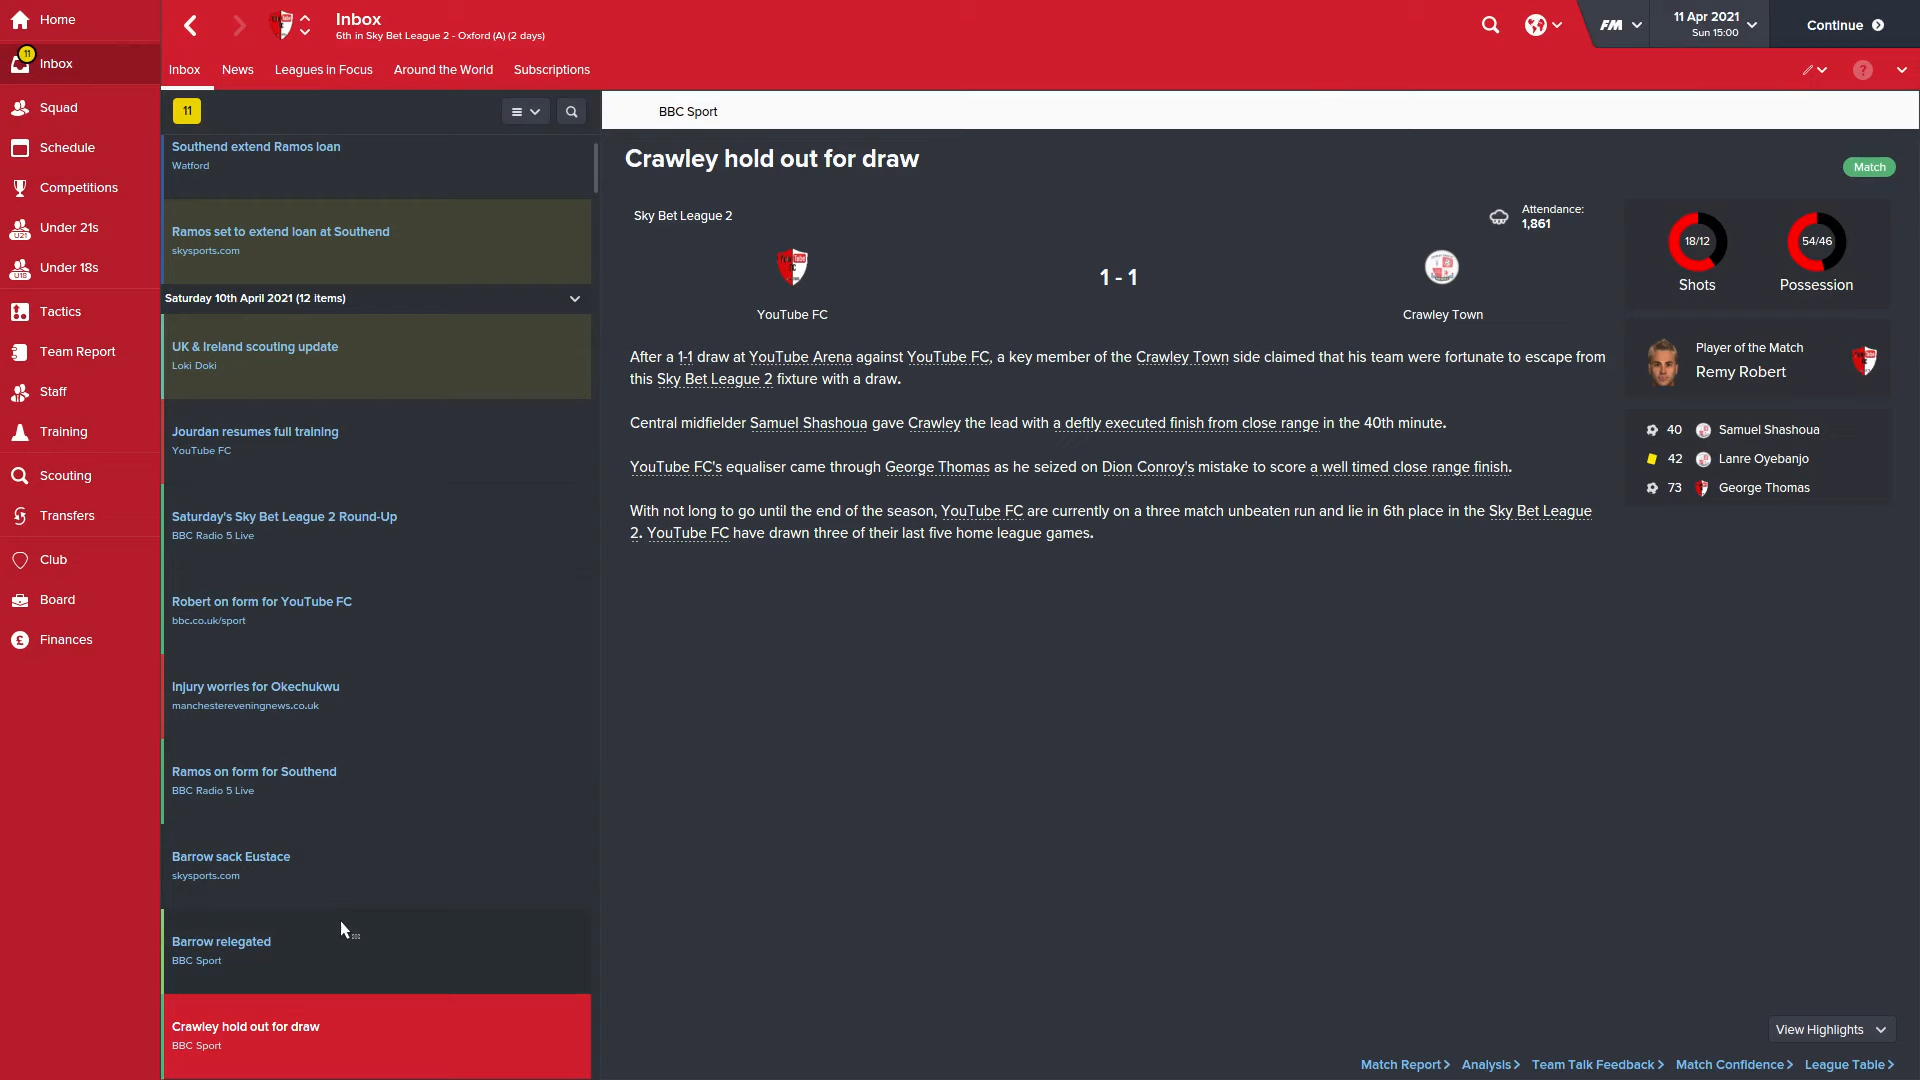 Home
11
Inbox
Squad
Schedule
Competitions
Under 21s
Under 18s
Tactics
Team Report
Staff
Training
Scouting
Transfers
Club
Board
Finances
Inbox
6th in Sky Bet League 2 - Oxford (A) (2 days)
FM
11 Apr 2021
Sun 15:00
Continue
Inbox News Leagues in Focus Around the World Subscriptions
?
11
Southend extend Ramos loan
Watford
Ramos set to extend loan at Southend
skysports.com
Saturday 10th April 2021 (12 items)
UK & Ireland scouting update
Loki Doki
Jourdan resumes full training
YouTube FC
Saturday's Sky Bet League 2 Round-Up
BBC Radio 5 Live
Robert on form for YouTube FC
bbc.co.uk/sport
Injury worries for Okechukwu
manchestereveningnews.co.uk
Ramos on form for Southend
BBC Radio 5 Live
Barrow sack Eustace
skysports.com
Barrow relegated
BBC Sport
Crawley hold out for draw
BBC Sport
BBC Sport
Crawley hold out for draw
Match
Sky Bet League 2
Attendance:
1,861
1 - 1
YouTube FC
Crawley Town
After a 1-1 draw at YouTube Arena against YouTube FC, a key member of the Crawley Town side claimed that his team were fortunate to escape from
this Sky Bet League 2 fixture with a draw.
Central midfielder Samuel Shashoua gave Crawley the lead with a deftly executed finish from close range in the 40th minute.
YouTube FC's equaliser came through George Thomas as he seized on Dion Conroy's mistake to score a well timed close range finish.
With not long to go until the end of the season, YouTube FC are currently on a three match unbeaten run and lie in 6th place in the Sky Bet League
2. YouTube FC have drawn three of their last five home league games.
18/12
Shots
54/46
Possession
Player of the Match
Remy Robert
40 Samuel Shashoua
42 Lanre Oyebanjo
73 George Thomas
View Highlights
Match Report Analysis Team Talk Feedback Match Confidence League Table